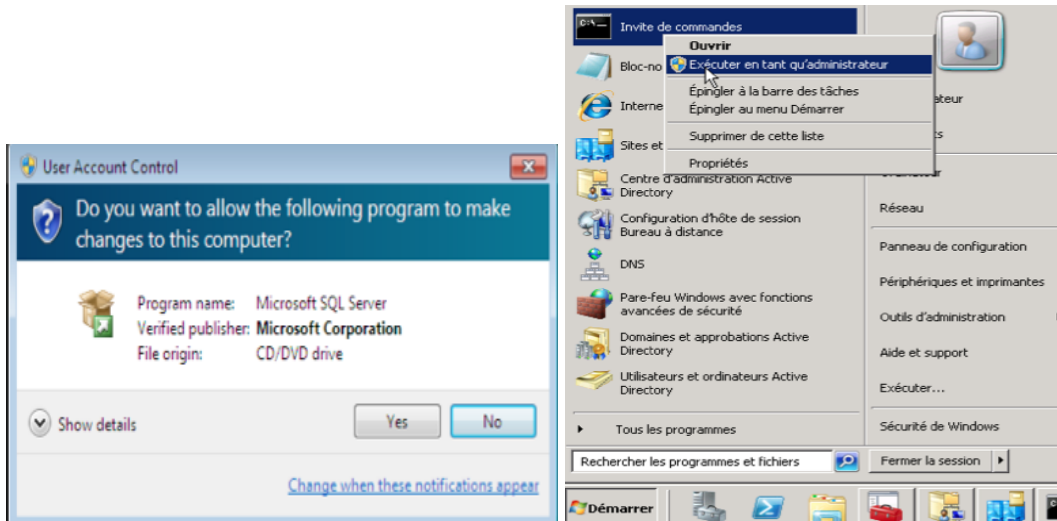 User Account Control
Do you want to allow the following program to make
changes to this computer?
Program name: Microsoft SQL Server
Verified publisher: Microsoft Corporation
File origin: CD/DVD drive
Show details
Yes
No
Change when these notifications appear
Invite de commandes
Ouvrir
Bloc-no
Exécuter en tant qu'administrateur
Épingler à la barre des tâches
Interne
ateur
Épingler au menu Démarrer
Sites et
Supprimer de cette liste
Propriétés
Centre d'administration Active
Directory
Réseau
Configuration d'hôte de session
Bureau à distance
Panneau de configuration
DNS
Périphériques et imprimantes
Pare-feu Windows avec fonctions
avancées de sécurité
Outils d'administration
Domaines et approbations Active
Directory
Aide et support
Utilisateurs et ordinateurs Active
Directory
Exécuter...
Tous les programmes
Sécurité de Windows
Rechercher les programmes et fichiers
Fermer la session
Démarrer